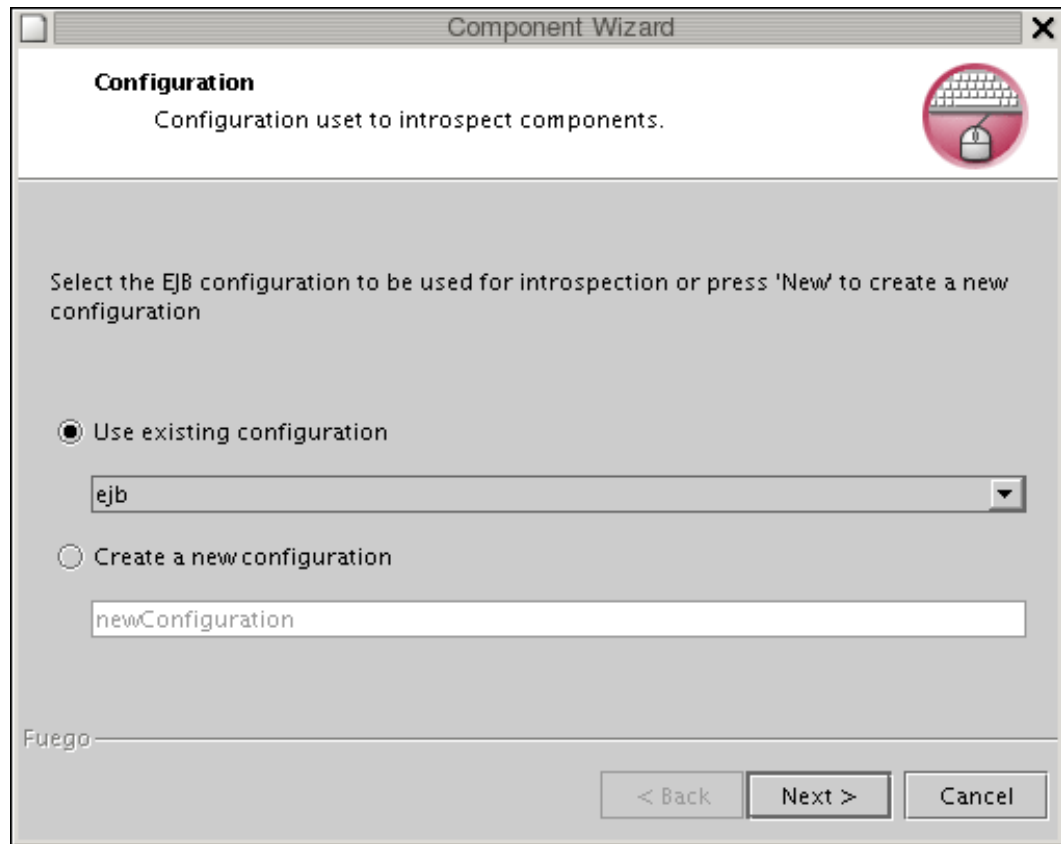 Component Wizard
Configuration
Configuration uset to introspect components.
Select the EJB configuration to be used for introspection or press 'New' to create a new
configuration
Use existing configuration
ejb
Create a new configuration
newConfiguration
Fuego
< Back Next > Cancel